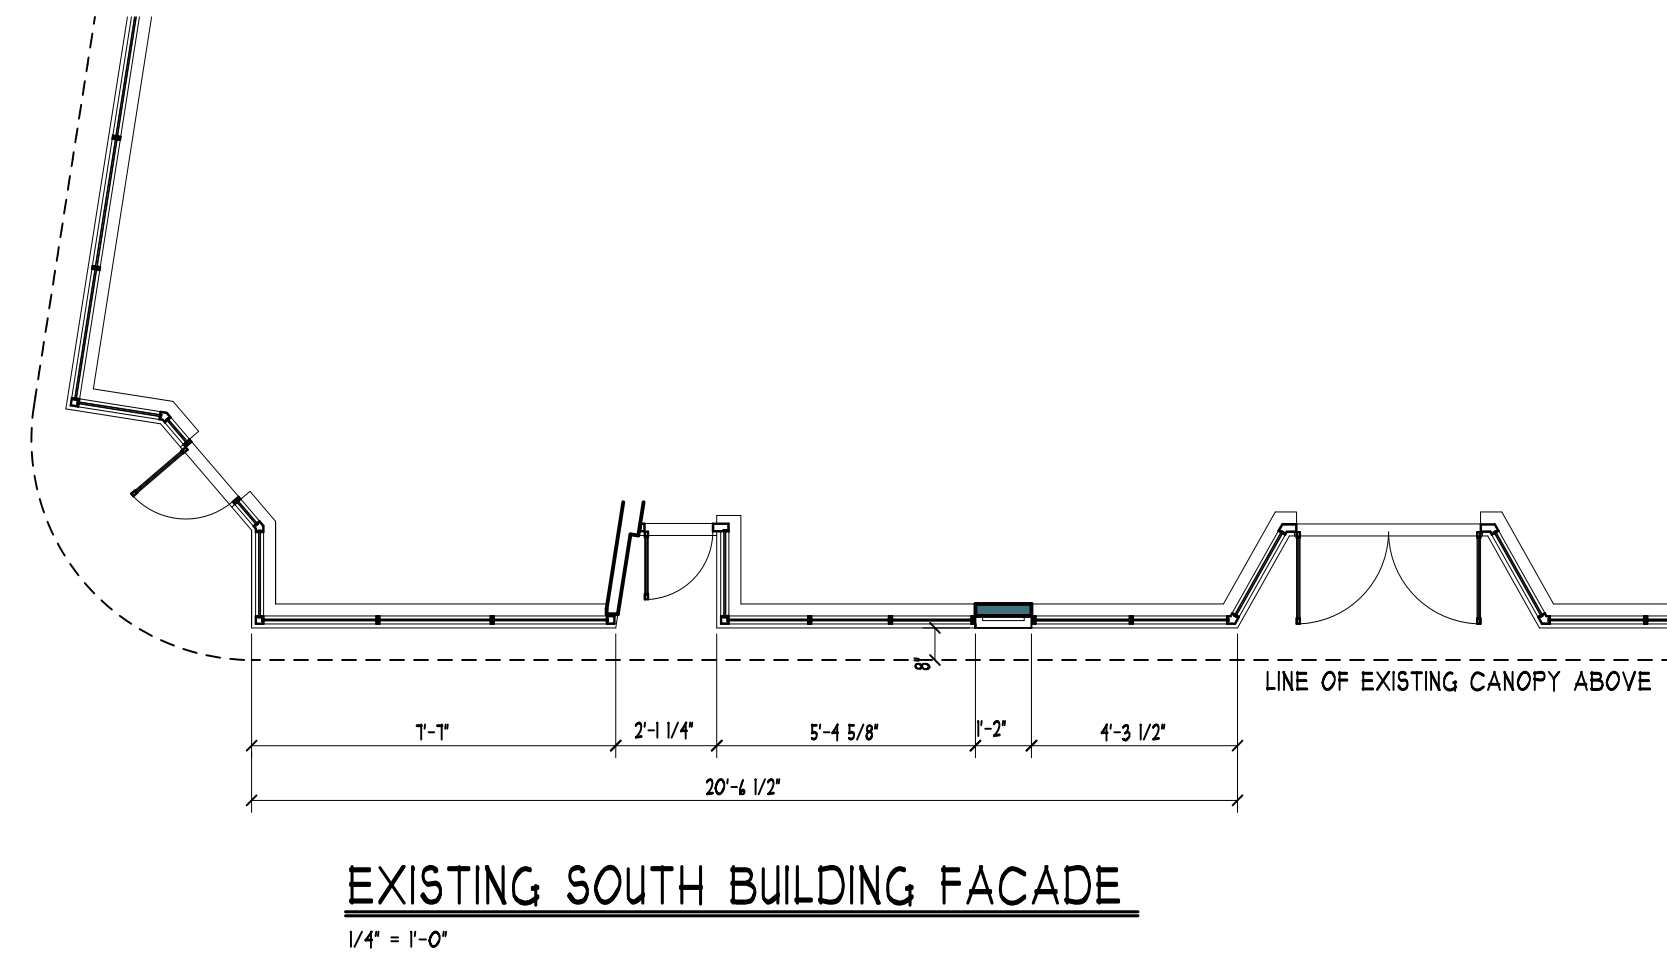 8"
LINE OF EXISTING CANOPY ABOVE
7'-7" 2'-1 1/4" 5'-4 5/8" 1'-2" 4'-3 1/2"
20'-6 1/2"
EXISTING SOUTH BUILDING FACADE
1/4" = 1'-0"